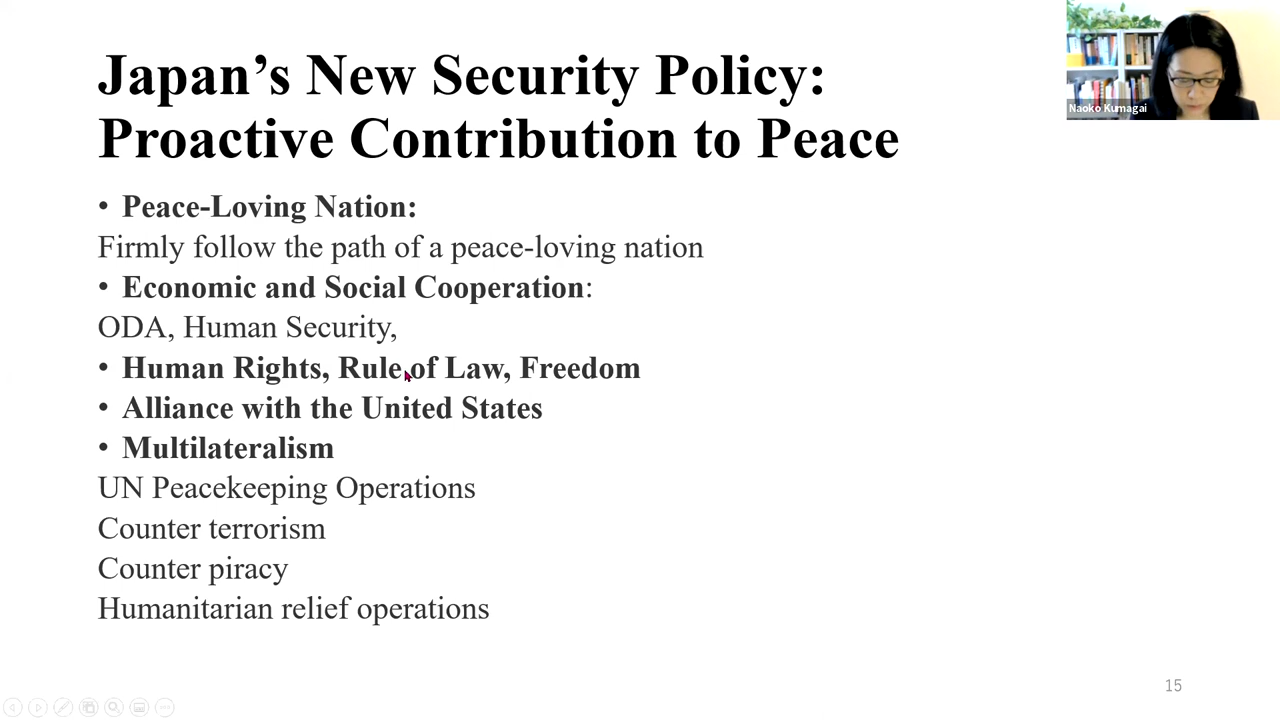 Japan’s New Security Policy:
Proactive Contribution to Peace
• Peace-Loving Nation:
Firmly follow the path of a peace-loving nation
• Economic and Social Cooperation:
ODA, Human Security,
• Human Rights, Rule of Law, Freedom
• Alliance with the United States
• Multilateralism
UN Peacekeeping Operations
Counter terrorism
Counter piracy
Humanitarian relief operations
15
Naoko Kumagai